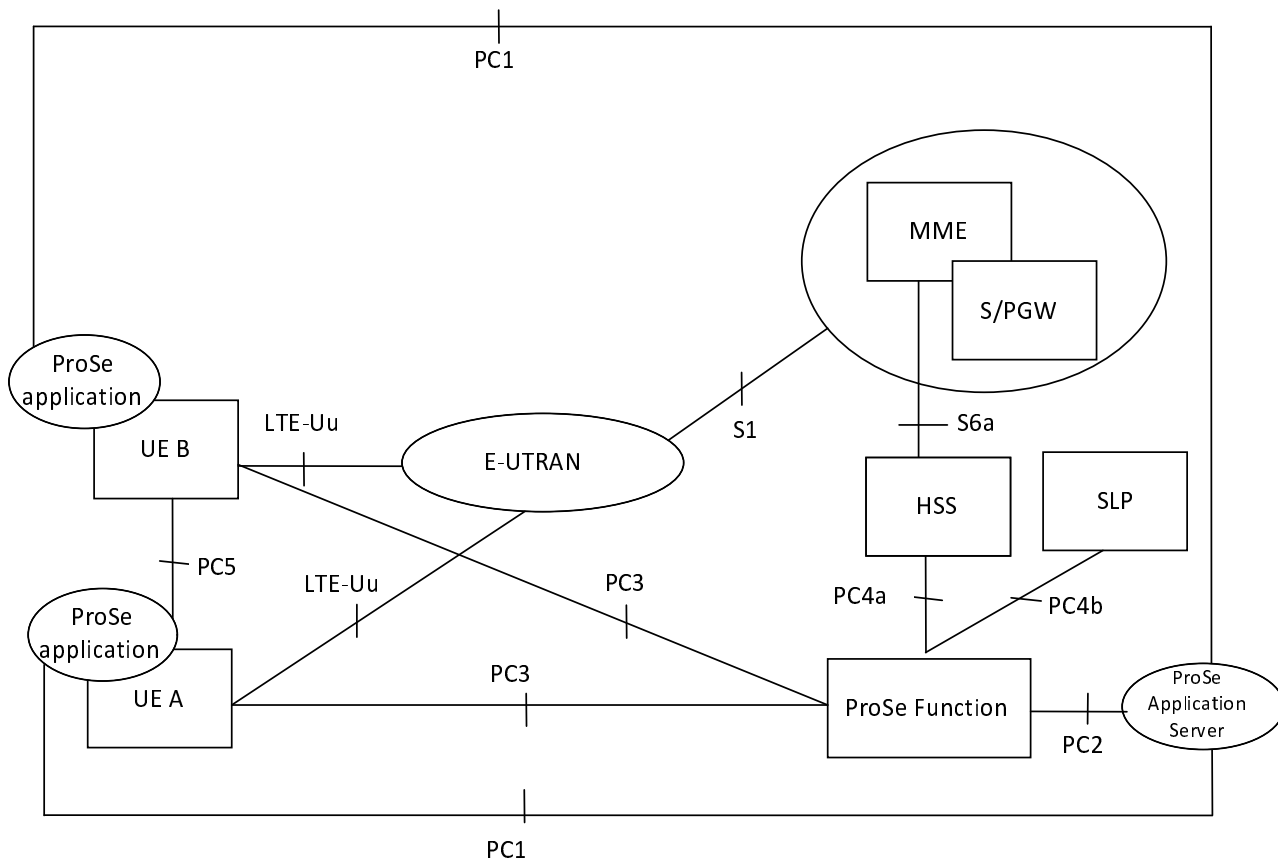 PC1
MME
S/PGW
ProSe
application
LTE-Uu
S1
S6a
UE B
E-UTRAN
HSS
SLP
PC5
LTE-Uu
PC3
PC4a
PC4b
ProSe
application
PC3
UE A
ProSe Function
ProSe
Application
Server
PC2
PC1